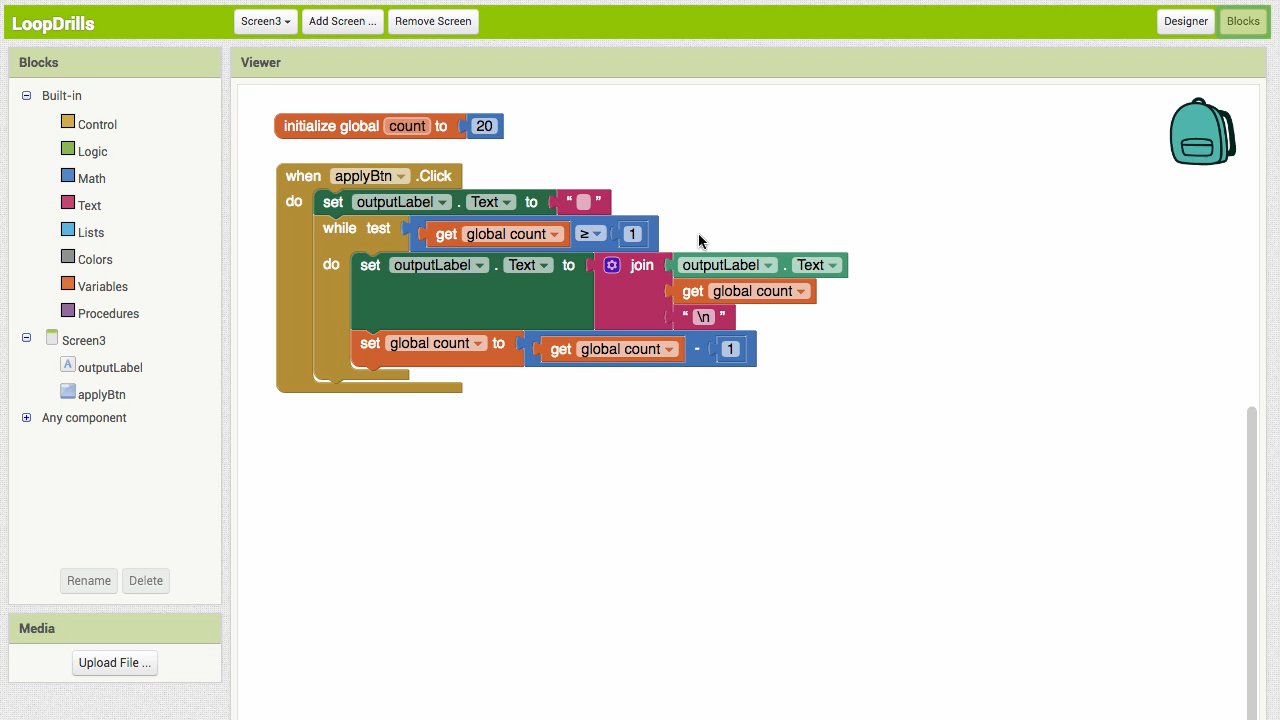 LoopDrills
Screen3 Add Screen ... Remove Screen Designer Blocks
Blocks
Built-in
Control
Logic
Math
Text
Lists
Colors
Variables
Procedures
Screen3
outputLabel
applyBtn
Any component
Rename Delete
Media
Upload File ...
Viewer
initialize global count to 20
when applyBtn .Click
do set outputLabel . Text to “ ”
while test get global count ≥ 1
do set outputLabel . Text to join outputLabel . Text
get global count
“ \n ”
set global count to get global count - 1